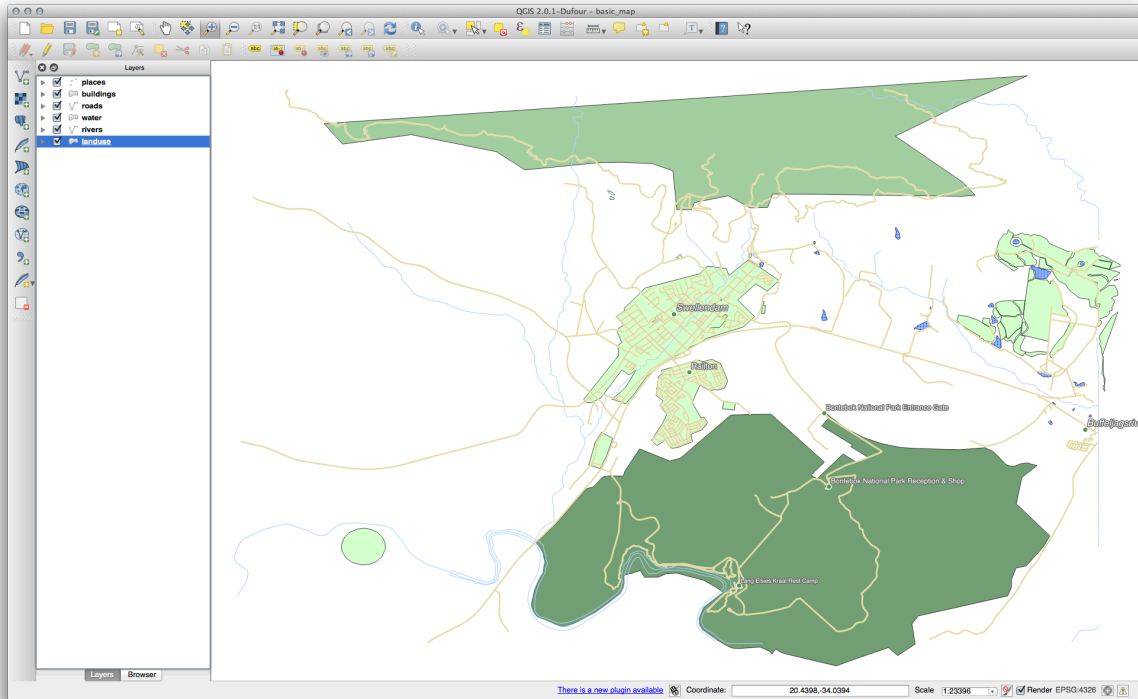 QGIS 2.0.1-Dufour - basic_map
Layers
places
buildings
roads
water
rivers
landuse
Swellendam
Railton
Bontebok National Park Entrance Gate
Buffeljagsriv
Bontebok National Park Reception & Shop
Lang Elsies Kraal Rest Camp
Layers
Browser
There is a new plugin available
Coordinate:
20.4398,-34.0394
Scale
1:23396
Render
EPSG:4326